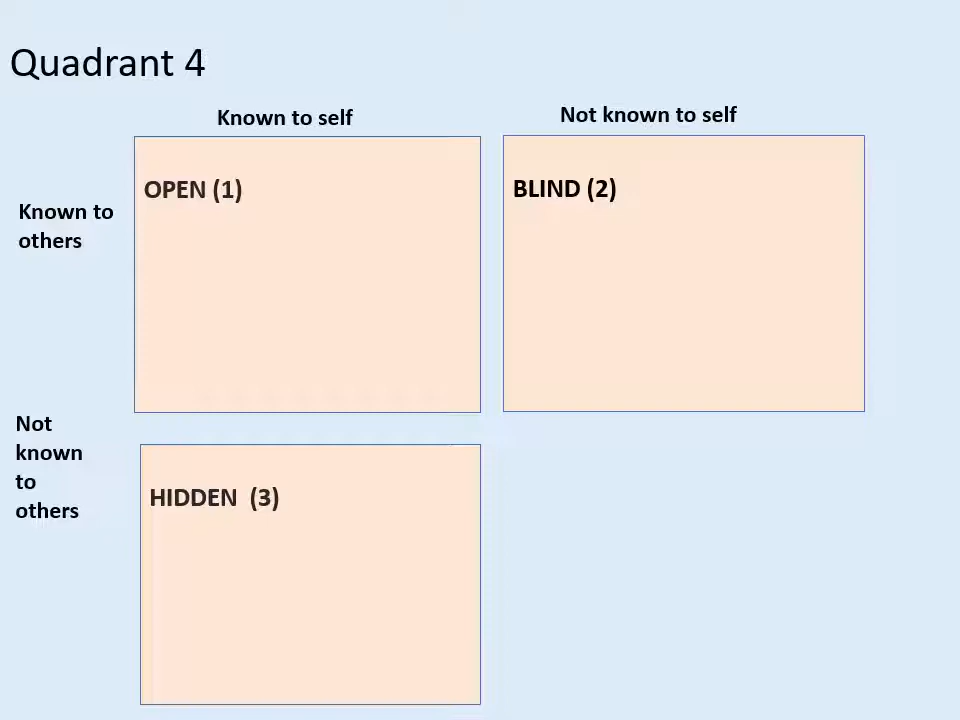 Quadrant 4
Known to self
Not known to self
OPEN (1)
BLIND (2)
Known to
others
Not
known
to
others
HIDDEN  (3)